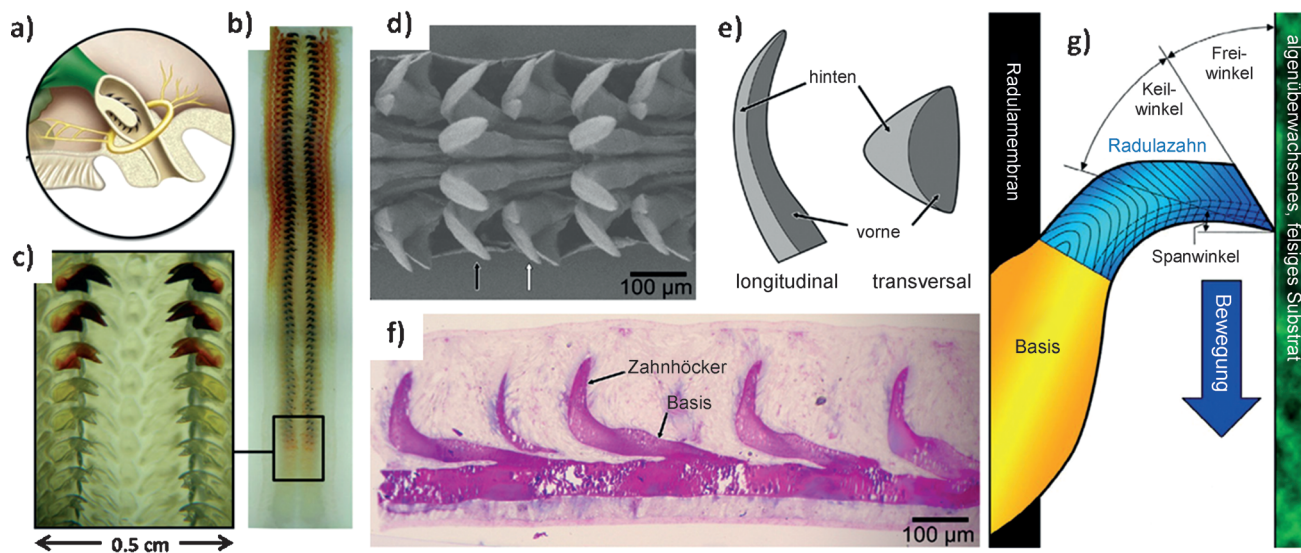 a)
b)
c)
0.5 cm
d)
100 µm
e)
hinten
vorne
longitudinal
transversal
f)
Zahnhöcker
Basis
100 µm
g)
Radulamembran
Frei-
winkel
Keil-
winkel
Radulazahn
Spanwinkel
Basis
Bewegung
algenüberwachsenes, felsiges Substrat